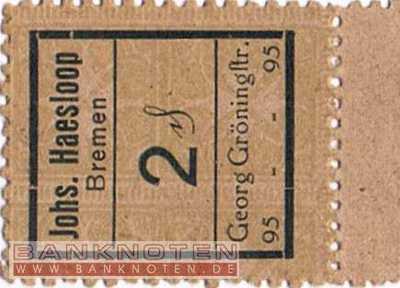 Johs. Haesloop
Bremen
2 ₰
Georg Gröningstr.
95 - - 95
BANKNOTEN
WWW.BANKNOTEN.DE